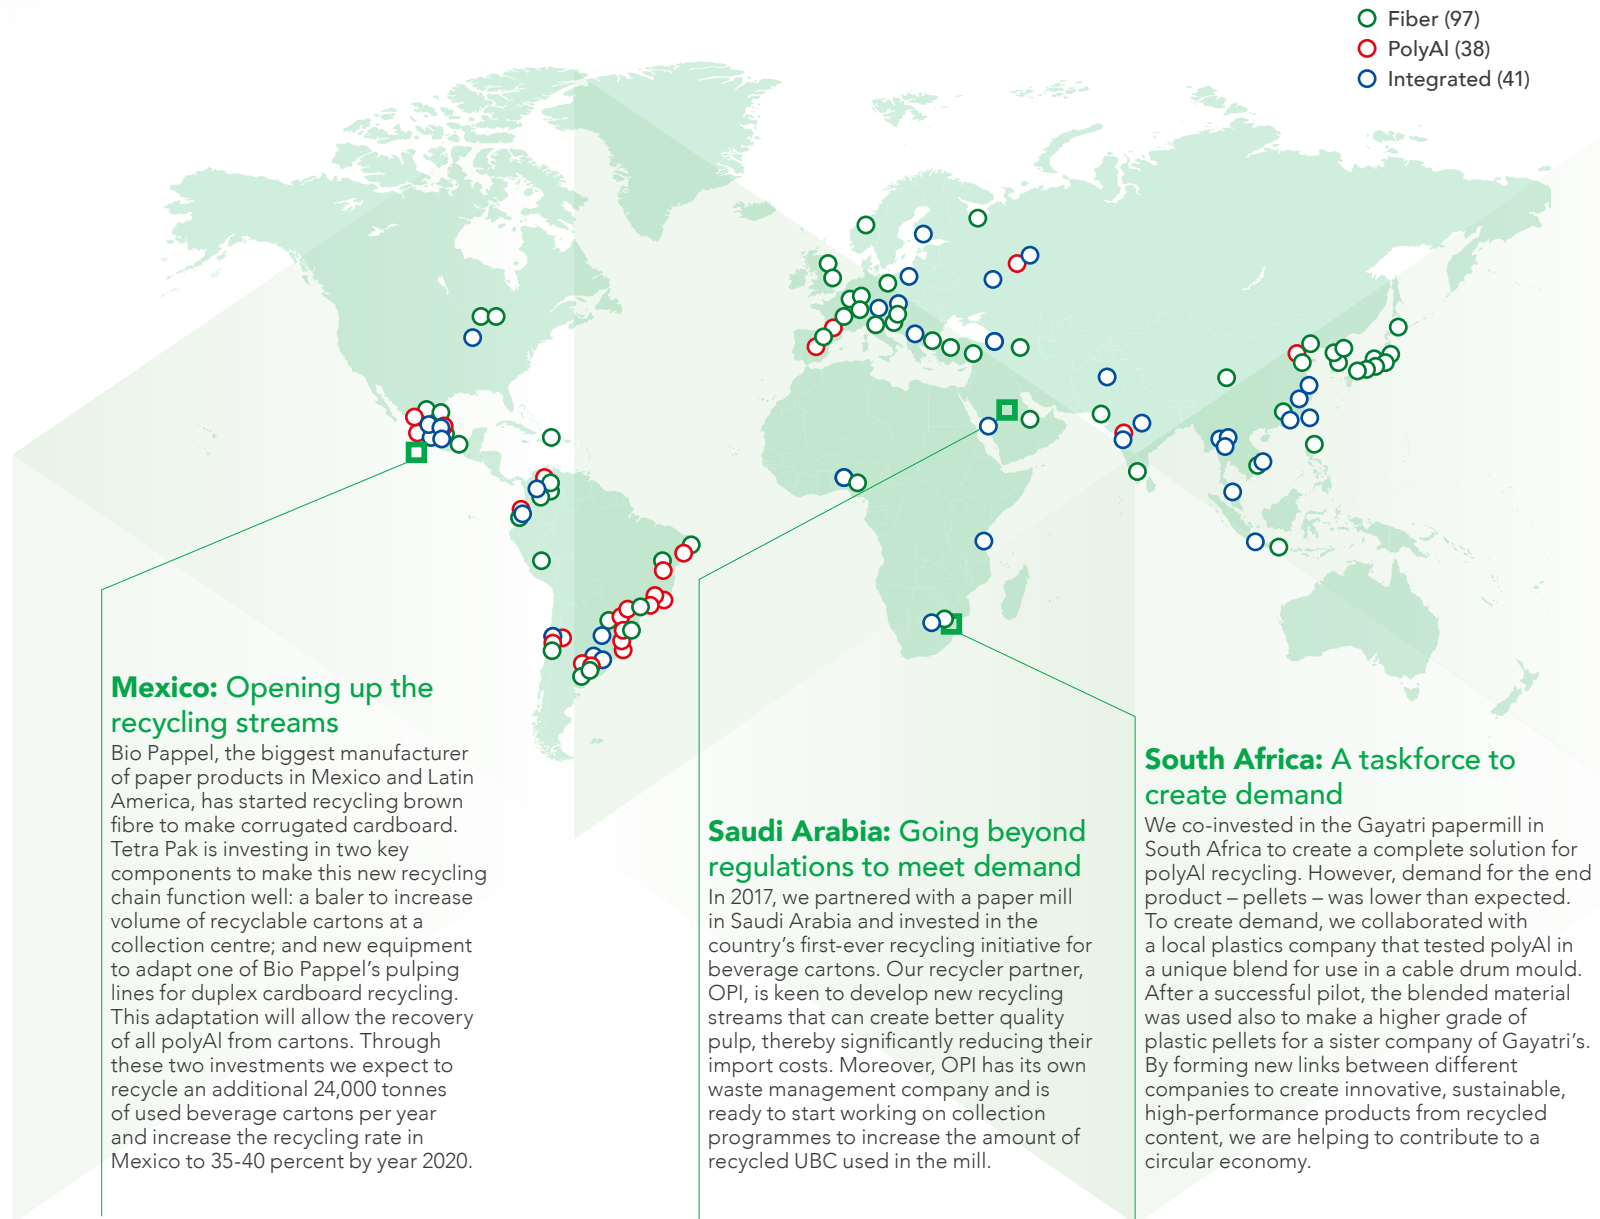 Fiber (97)
PolyAl (38)
Integrated (41)
Mexico: Opening up the
recycling streams
Bio Pappel, the biggest manufacturer
of paper products in Mexico and Latin
America, has started recycling brown
fibre to make corrugated cardboard.
Tetra Pak is investing in two key
components to make this new recycling
chain function well: a baler to increase
volume of recyclable cartons at a
collection centre; and new equipment
to adapt one of Bio Pappel’s pulping
lines for duplex cardboard recycling.
This adaptation will allow the recovery
of all polyAl from cartons. Through
these two investments we expect to
recycle an additional 24,000 tonnes
of used beverage cartons per year
and increase the recycling rate in
Mexico to 35-40 percent by year 2020.
Saudi Arabia: Going beyond
regulations to meet demand
In 2017, we partnered with a paper mill
in Saudi Arabia and invested in the
country’s first-ever recycling initiative for
beverage cartons. Our recycler partner,
OPI, is keen to develop new recycling
streams that can create better quality
pulp, thereby significantly reducing their
import costs. Moreover, OPI has its own
waste management company and is
ready to start working on collection
programmes to increase the amount of
recycled UBC used in the mill.
South Africa: A taskforce to
create demand
We co-invested in the Gayatri papermill in
South Africa to create a complete solution for
polyAl recycling. However, demand for the end
product – pellets – was lower than expected.
To create demand, we collaborated with
a local plastics company that tested polyAl in
a unique blend for use in a cable drum mould.
After a successful pilot, the blended material
was used also to make a higher grade of
plastic pellets for a sister company of Gayatri’s.
By forming new links between different
companies to create innovative, sustainable,
high-performance products from recycled
content, we are helping to contribute to a
circular economy.